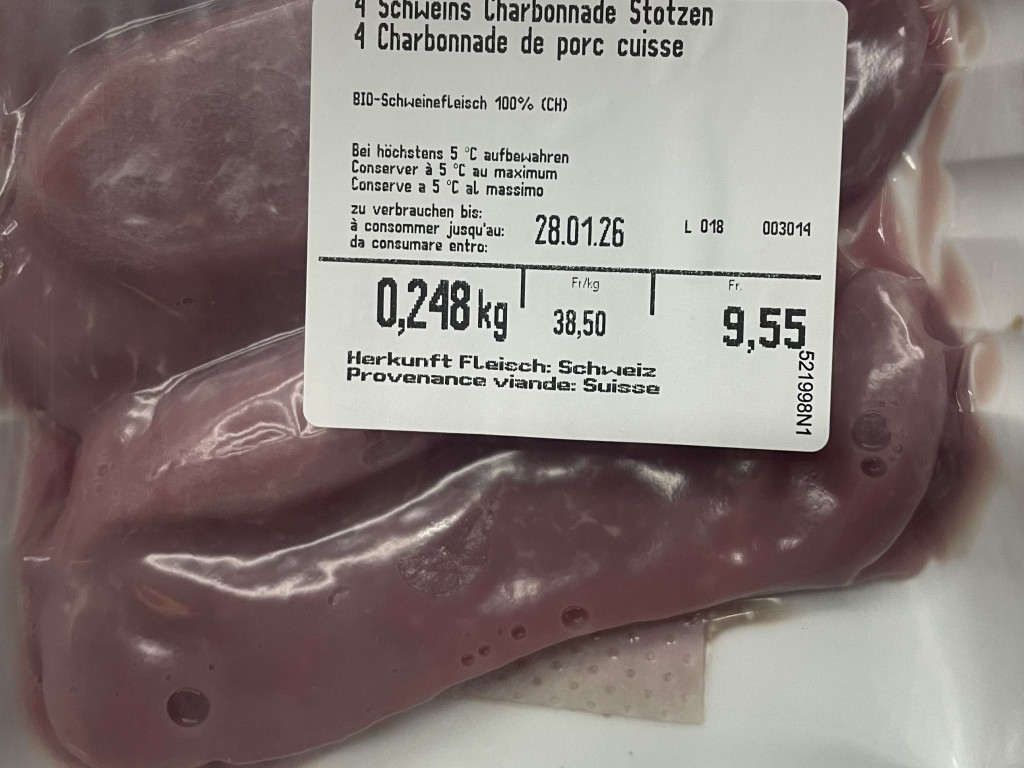 4 Schweins Charbonnade Stotzen
4 Charbonnade de porc cuisse
BIO-Schweinefleisch 100% (CH)
Bei höchstens 5 °C aufbewahren
Conserver à 5 °C au maximum
Conserve a 5 °C al massimo
zu verbrauchen bis:
à consommer jusqu'au:
da consumare entro:
28.01.26
L 018
003014
0,248 kg
Fr/kg
38,50
Fr.
9,55
Herkunft Fleisch: Schweiz
Provenance viande: Suisse
521998N1